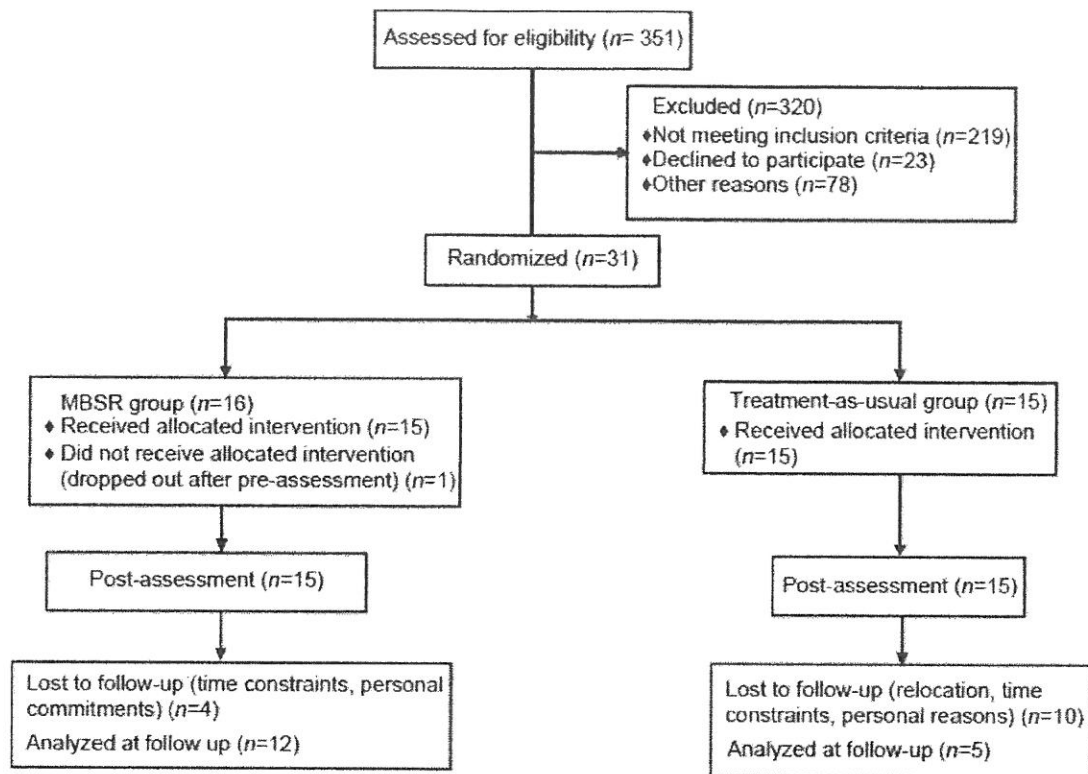 Assessed for eligibility (n= 351)
Excluded (n=320)
♦Not meeting inclusion criteria (n=219)
♦Declined to participate (n=23)
♦Other reasons (n=78)
Randomized (n=31)
MBSR group (n=16)
♦ Received allocated intervention (n=15)
♦ Did not receive allocated intervention
(dropped out after pre-assessment) (n=1)
Treatment-as-usual group (n=15)
♦ Received allocated intervention
(n=15)
Post-assessment (n=15)
Post-assessment (n=15)
Lost to follow-up (time constraints, personal
commitments) (n=4)
Analyzed at follow up (n=12)
Lost to follow-up (relocation, time
constraints, personal reasons) (n=10)
Analyzed at follow-up (n=5)